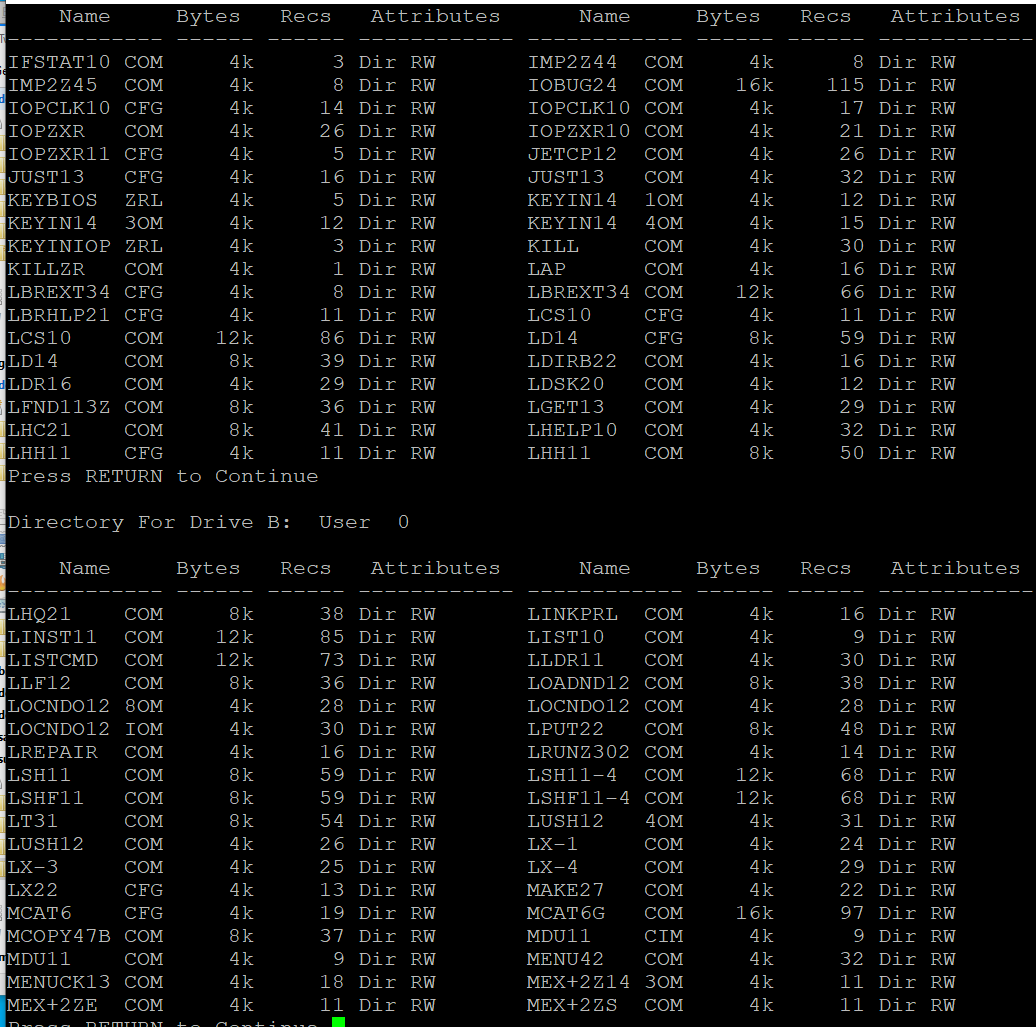 Name Bytes Recs Attributes Name Bytes Recs Attributes
------------ ------ ------ ------------ ------------ ------ ------ ------------
IFSTAT10 COM 4k 3 Dir RW IMP2Z44 COM 4k 8 Dir RW
IMP2Z45 COM 4k 8 Dir RW IOBUG24 COM 16k 115 Dir RW
IOPCLK10 CFG 4k 14 Dir RW IOPCLK10 COM 4k 17 Dir RW
IOPZXR COM 4k 26 Dir RW IOPZXR10 COM 4k 21 Dir RW
IOPZXR11 CFG 4k 5 Dir RW JETCP12 COM 4k 26 Dir RW
JUST13 CFG 4k 16 Dir RW JUST13 COM 4k 32 Dir RW
KEYBIOS ZRL 4k 5 Dir RW KEYIN14 1OM 4k 12 Dir RW
KEYIN14 3OM 4k 12 Dir RW KEYIN14 4OM 4k 15 Dir RW
KEYINIOP ZRL 4k 3 Dir RW KILL COM 4k 30 Dir RW
KILLZR COM 4k 1 Dir RW LAP COM 4k 16 Dir RW
LBREXT34 CFG 4k 8 Dir RW LBREXT34 COM 12k 66 Dir RW
LBRHLP21 CFG 4k 11 Dir RW LCS10 CFG 4k 11 Dir RW
LCS10 COM 12k 86 Dir RW LD14 CFG 8k 59 Dir RW
LD14 COM 8k 39 Dir RW LDIRB22 COM 4k 16 Dir RW
LDR16 COM 4k 29 Dir RW LDSK20 COM 4k 12 Dir RW
LFND113Z COM 8k 36 Dir RW LGET13 COM 4k 29 Dir RW
LHC21 COM 8k 41 Dir RW LHELP10 COM 4k 32 Dir RW
LHH11 CFG 4k 11 Dir RW LHH11 COM 8k 50 Dir RW
Press RETURN to Continue
Directory For Drive B: User 0
Name Bytes Recs Attributes Name Bytes Recs Attributes
------------ ------ ------ ------------ ------------ ------ ------ ------------
LHQ21 COM 8k 38 Dir RW LINKPRL COM 4k 16 Dir RW
LINST11 COM 12k 85 Dir RW LIST10 COM 4k 9 Dir RW
LISTCMD COM 12k 73 Dir RW LLDR11 COM 4k 30 Dir RW
LLF12 COM 8k 36 Dir RW LOADND12 COM 8k 38 Dir RW
LOCNDO12 8OM 4k 28 Dir RW LOCNDO12 COM 4k 28 Dir RW
LOCNDO12 IOM 4k 30 Dir RW LPUT22 COM 8k 48 Dir RW
LREPAIR COM 4k 16 Dir RW LRUNZ302 COM 4k 14 Dir RW
LSH11 COM 8k 59 Dir RW LSH11-4 COM 12k 68 Dir RW
LSHF11 COM 8k 59 Dir RW LSHF11-4 COM 12k 68 Dir RW
LT31 COM 8k 54 Dir RW LUSH12 4OM 4k 31 Dir RW
LUSH12 COM 4k 26 Dir RW LX-1 COM 4k 24 Dir RW
LX-3 COM 4k 25 Dir RW LX-4 COM 4k 29 Dir RW
LX22 CFG 4k 13 Dir RW MAKE27 COM 4k 22 Dir RW
MCAT6 CFG 4k 19 Dir RW MCAT6G COM 16k 97 Dir RW
MCOPY47B COM 8k 37 Dir RW MDU11 CIM 4k 9 Dir RW
MDU11 COM 4k 9 Dir RW MENU42 COM 4k 32 Dir RW
MENUCK13 COM 4k 18 Dir RW MEX+2Z14 3OM 4k 11 Dir RW
MEX+2ZE COM 4k 11 Dir RW MEX+2ZS COM 4k 11 Dir RW
Press RETURN to Continue